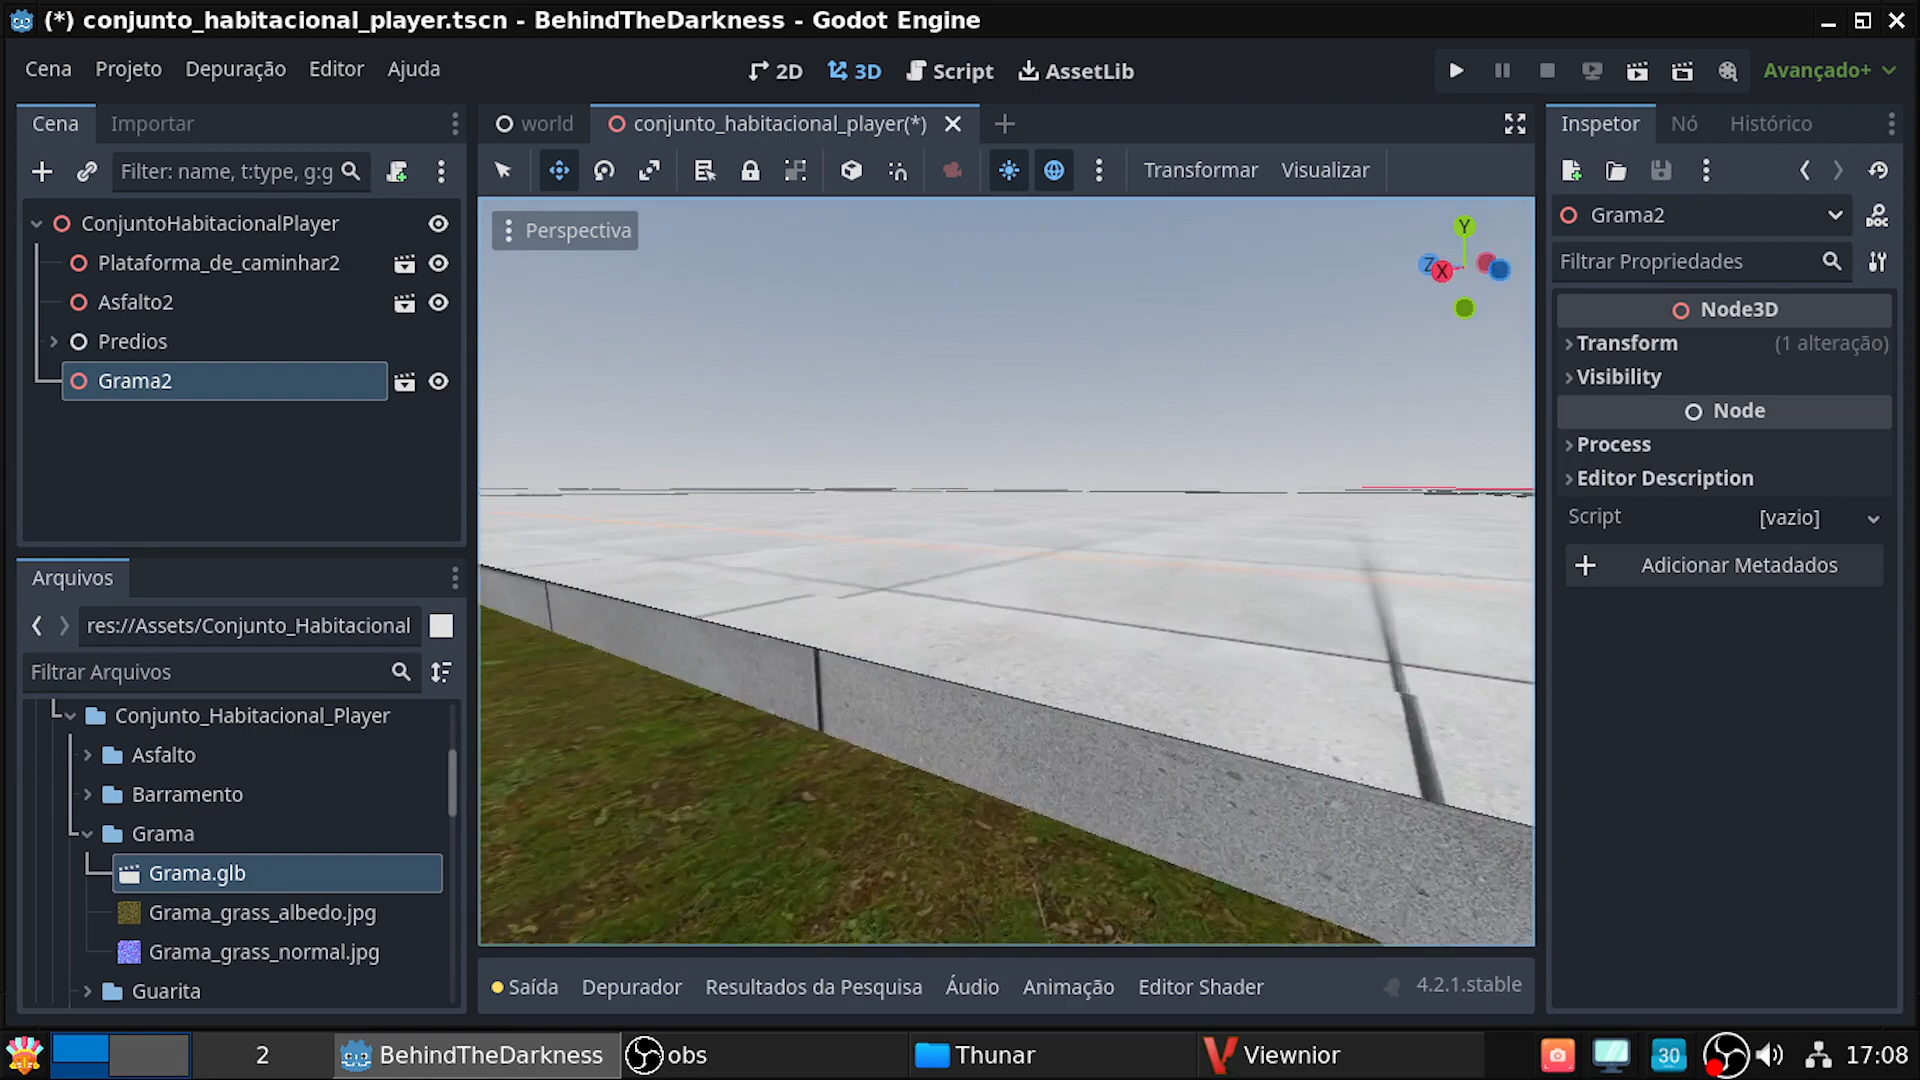 (*) conjunto_habitacional_player.tscn - BehindTheDarkness - Godot Engine
Cena Projeto Depuração Editor Ajuda
2D 3D Script AssetLib
Avançado+
Cena Importar
world conjunto_habitacional_player(*)
Inspetor Nó Histórico
Filter: name, t:type, g:g
Transformar Visualizar
ConjuntoHabitacionalPlayer
Plataforma_de_caminhar2
Asfalto2
Predios
Grama2
Perspectiva
Y
Z X
Grama2
DOC
Filtrar Propriedades
Node3D
Transform (1 alteração)
Visibility
Node
Process
Editor Description
Script [vazio]
Adicionar Metadados
Arquivos
res://Assets/Conjunto_Habitacional
Filtrar Arquivos
Conjunto_Habitacional_Player
Asfalto
Barramento
Grama
Grama.glb
Grama_grass_albedo.jpg
Grama_grass_normal.jpg
Guarita
Saída Depurador Resultados da Pesquisa Áudio Animação Editor Shader 4.2.1.stable
2 BehindTheDarkness obs Thunar Viewnior 30 17:08